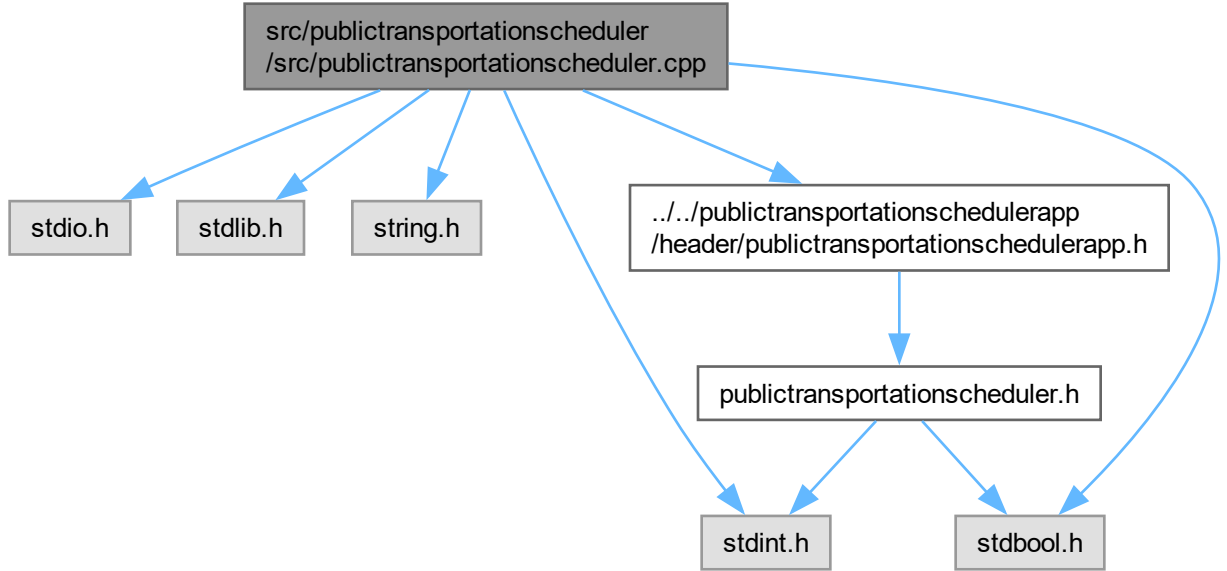 src/publictransportationscheduler
/src/publictransportationscheduler.cpp
stdio.h
stdlib.h
string.h
../../publictransportationschedulerapp
/header/publictransportationschedulerapp.h
publictransportationscheduler.h
stdint.h
stdbool.h